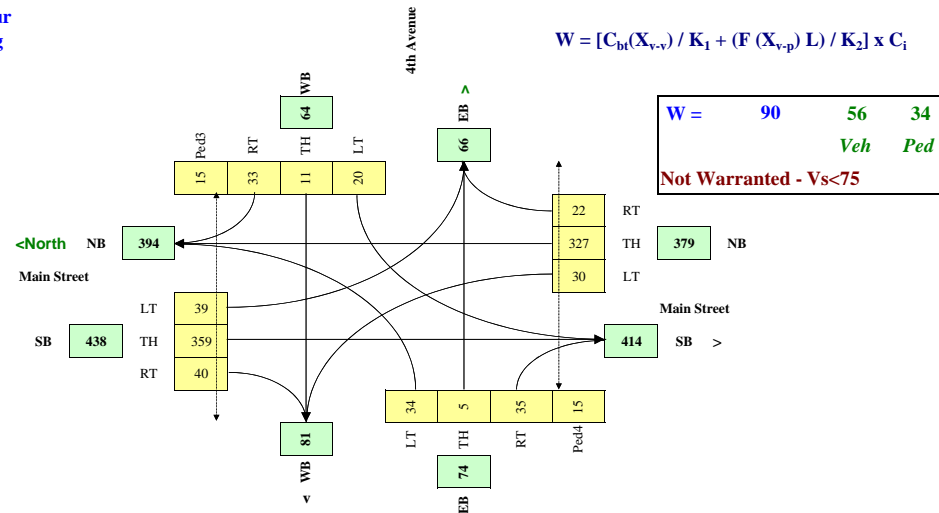 ur
g
4th Avenue
W = [Cbt(Xv-v) / K1 + (F (Xv-p) L) / K2] x Ci
W = 90 56 34
Veh Ped
Not Warranted - Vs<75
WB
64
EB >
66
Ped3 RT TH LT
15 33 11 20
22 RT
327 TH
30 LT
379 NB
<North NB 394
Main Street
LT 39
SB 438 TH 359
RT 40
Main Street
414 SB >
34 5 35 15
LT TH RT Ped4
81
WB
v
74
EB